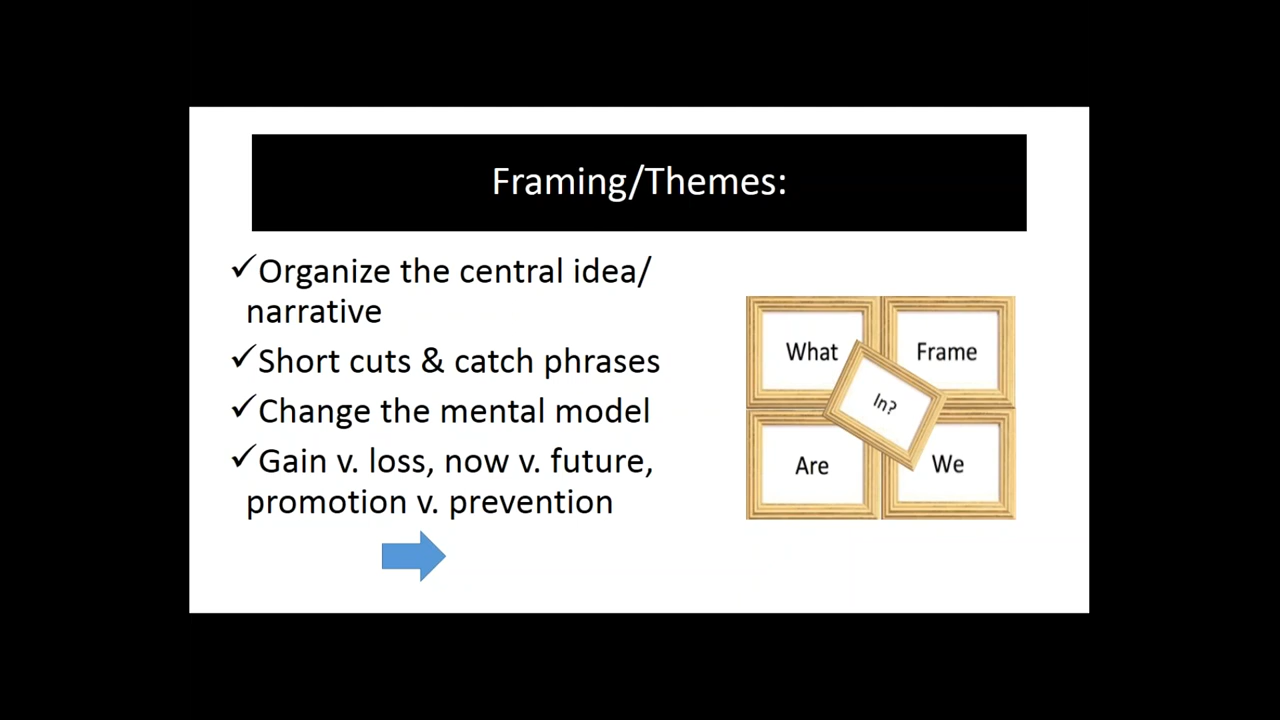 Framing/Themes:
✓Organize the central idea/
narrative
✓Short cuts & catch phrases
✓Change the mental model
✓Gain v. loss, now v. future,
promotion v. prevention
What
Frame
In?
Are
We